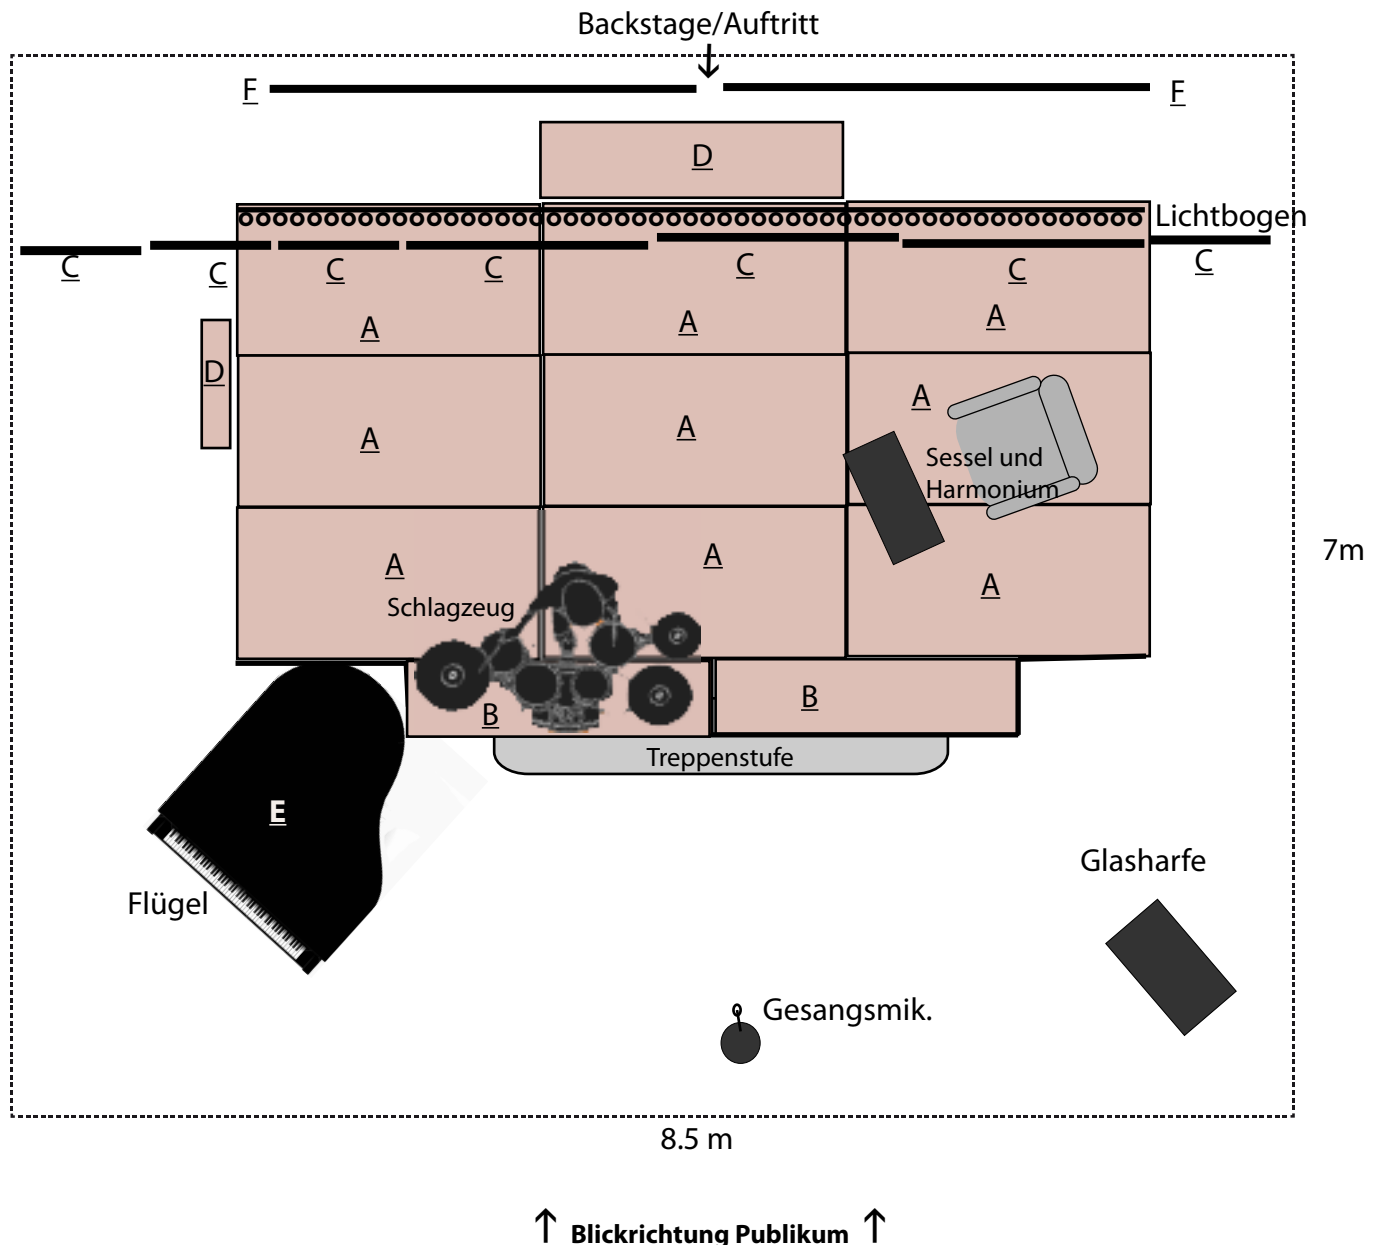 Backstage/Auftritt
↓
F
F
D
Lichtbogen
C
C
C
C
C
C
C
A
A
A
D
A
A
A
Sessel und
Harmonium
A
A
A
Schlagzeug
B
B
Treppenstufe
7m
E
Flügel
Glasharfe
Gesangsmik.
8.5 m
↑ Blickrichtung Publikum ↑